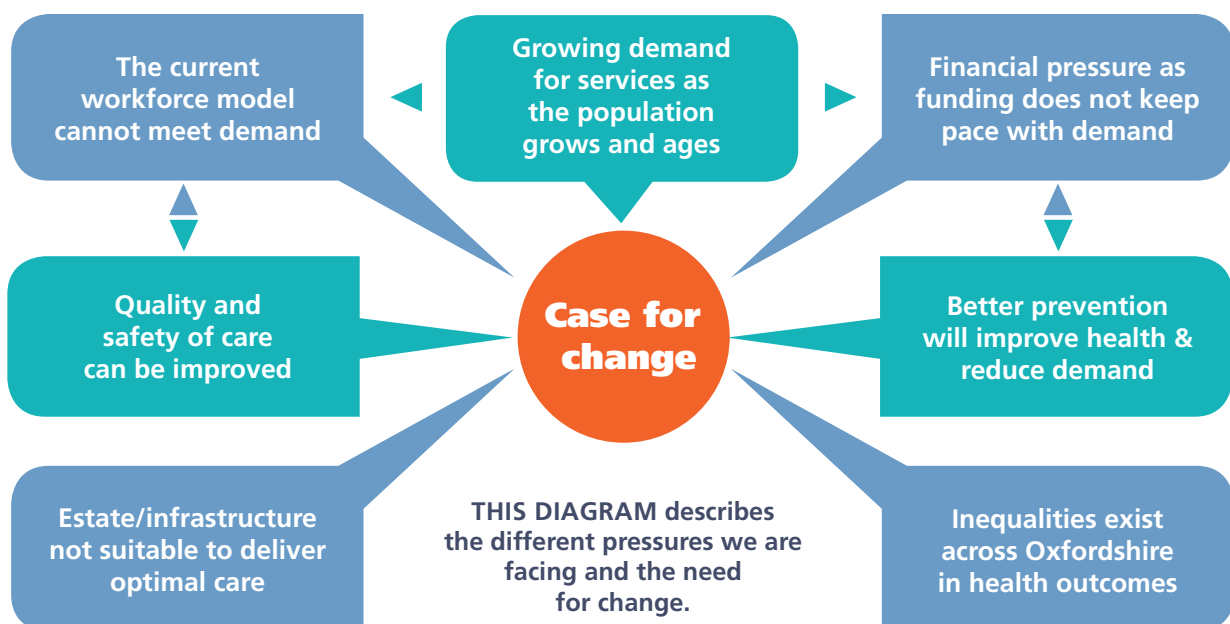 The current
workforce model
cannot meet demand
Growing demand
for services as
the population
grows and ages
Financial pressure as
funding does not keep
pace with demand
Quality and
safety of care
can be improved
Case for
change
Better prevention
will improve health &
reduce demand
Estate/infrastructure
not suitable to deliver
optimal care
THIS DIAGRAM describes
the different pressures we are
facing and the need
for change.
Inequalities exist
across Oxfordshire
in health outcomes